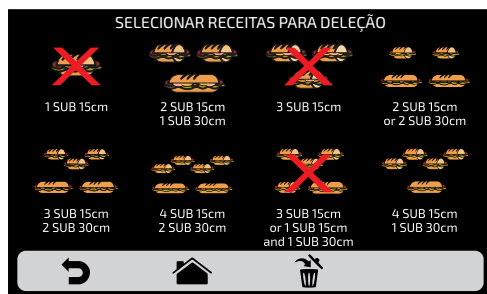 SELECIONAR RECEITAS PARA DELEÇÃO
1 SUB 15cm
2 SUB 15cm
1 SUB 30cm
3 SUB 15cm
2 SUB 15cm
or 2 SUB 30cm
3 SUB 15cm
2 SUB 30cm
4 SUB 15cm
2 SUB 30cm
3 SUB 15cm
or 1 SUB 15cm
and 1 SUB 30cm
4 SUB 15cm
1 SUB 30cm